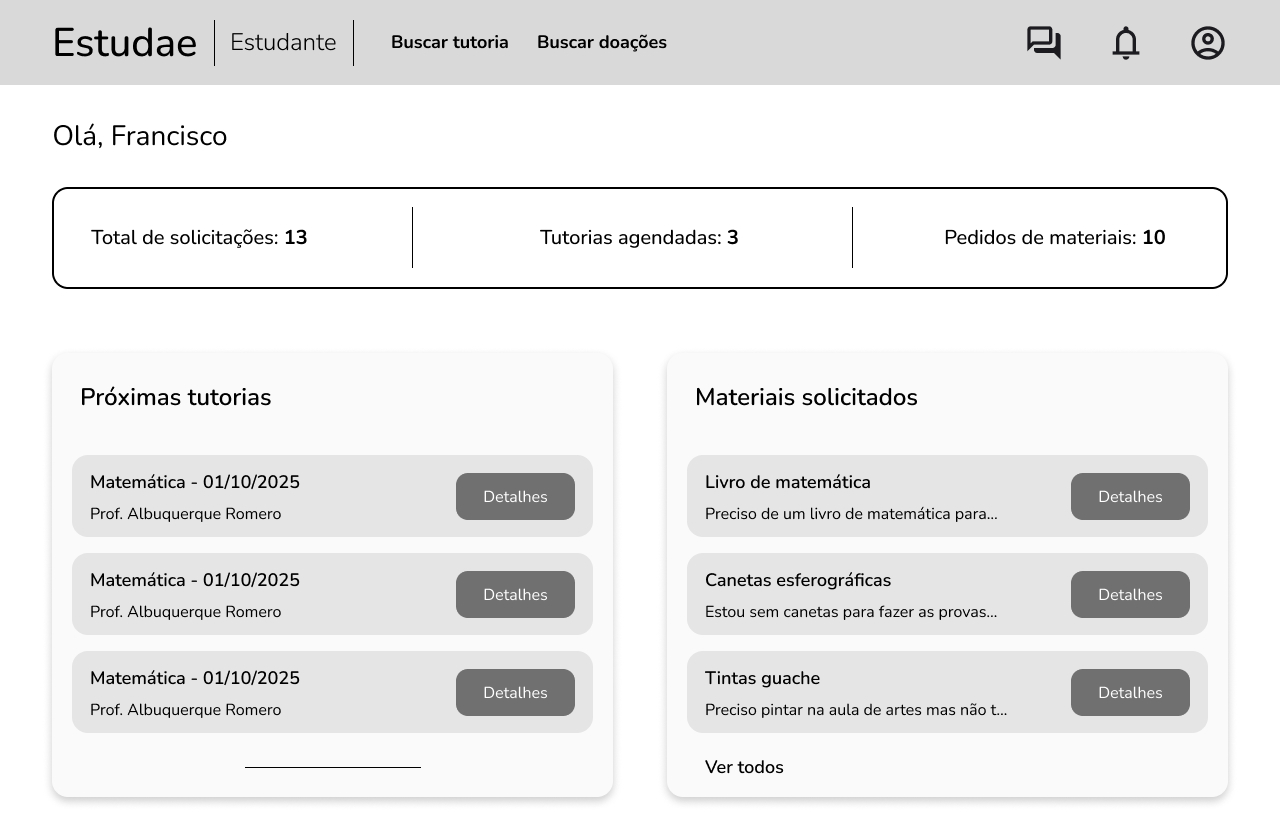 Estudae
Estudante
Buscar tutoria
Buscar doações
Olá, Francisco
Total de solicitações: 13
Tutorias agendadas: 3
Pedidos de materiais: 10
Próximas tutorias
Matemática - 01/10/2025
Prof. Albuquerque Romero
Detalhes
Matemática - 01/10/2025
Prof. Albuquerque Romero
Detalhes
Matemática - 01/10/2025
Prof. Albuquerque Romero
Detalhes
Materiais solicitados
Livro de matemática
Preciso de um livro de matemática para...
Detalhes
Canetas esferográficas
Estou sem canetas para fazer as provas...
Detalhes
Tintas guache
Preciso pintar na aula de artes mas não t...
Detalhes
Ver todos